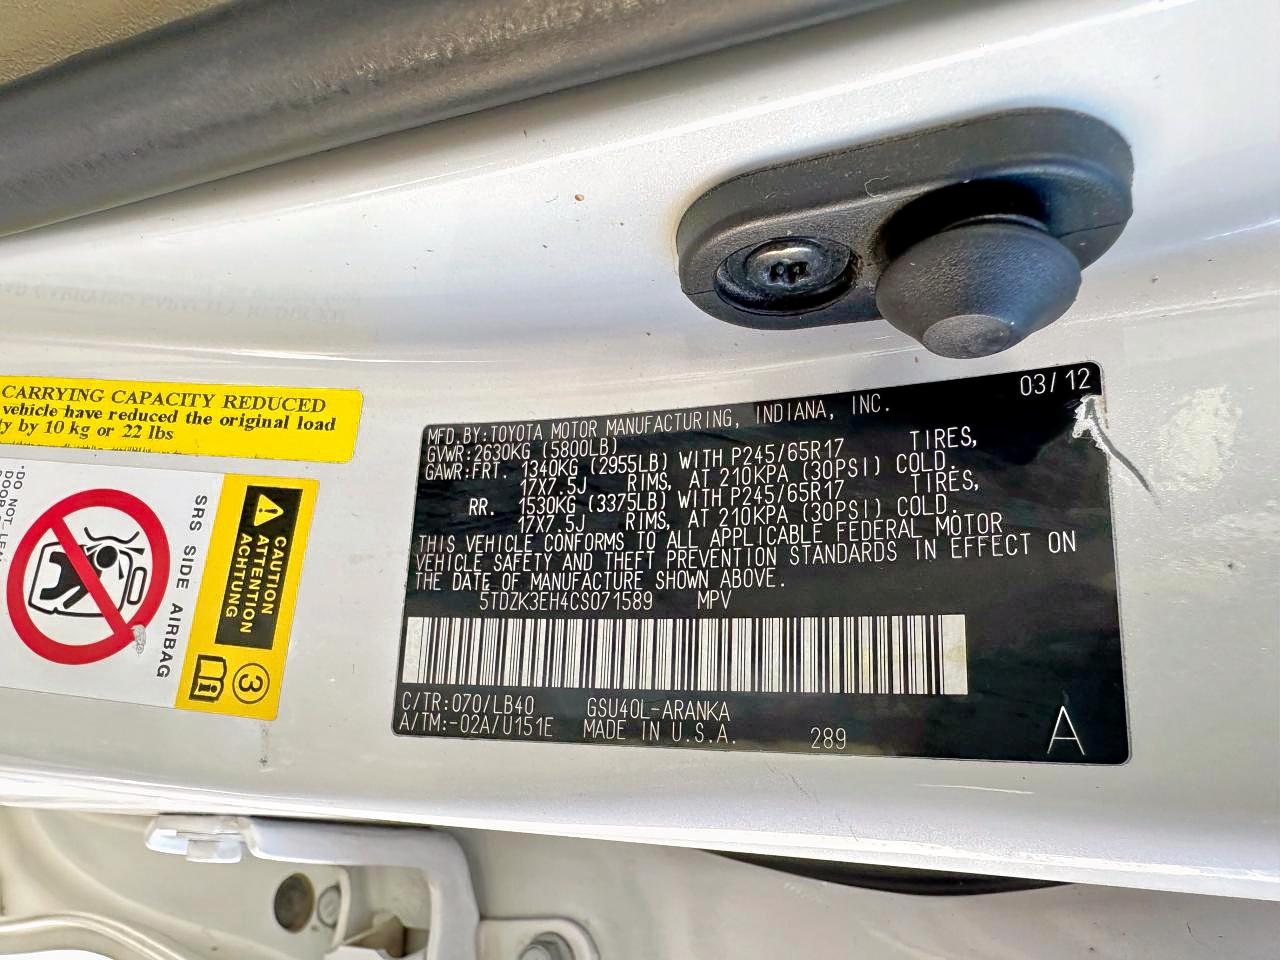 CARRYING CAPACITY REDUCED
vehicle have reduced the original load
ty by 10 kg or 22 lbs
CAUTION
ATTENTION
ACHTUNG
3
SRS SIDE AIRBAG
03/12
MFD.BY:TOYOTA MOTOR MANUFACTURING, INDIANA, INC.
GVWR:2630KG (5800LB)
GAWR:FRT. 1340KG (2955LB) WITH P245/65R17 TIRES,
17X7.5J RIMS, AT 210KPA (30PSI) COLD.
RR. 1530KG (3375LB) WITH P245/65R17 TIRES,
17X7.5J RIMS, AT 210KPA (30PSI) COLD.
THIS VEHICLE CONFORMS TO ALL APPLICABLE FEDERAL MOTOR
VEHICLE SAFETY AND THEFT PREVENTION STANDARDS IN EFFECT ON
THE DATE OF MANUFACTURE SHOWN ABOVE.
5TDZK3EH4CS071589 MPV
C/TR:070/LB40 GSU40L-ARANKA
A/TM:-02A/U151E MADE IN U.S.A. 289
A